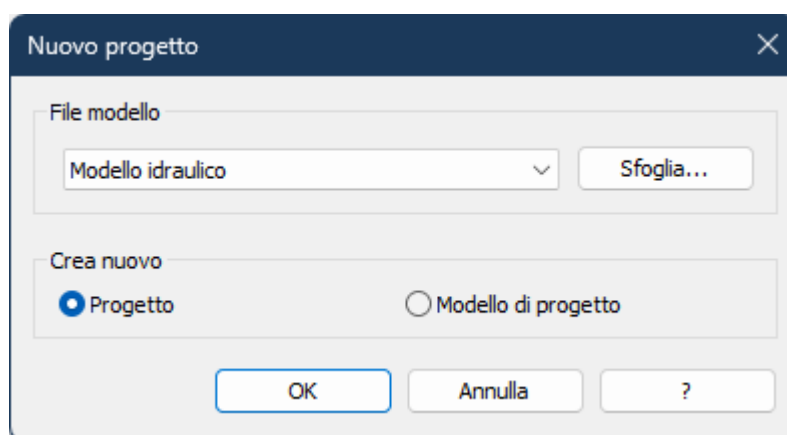 Nuovo progetto
File modello
Modello idraulico
Sfoglia...
Crea nuovo
Progetto
Modello di progetto
OK
Annulla
?